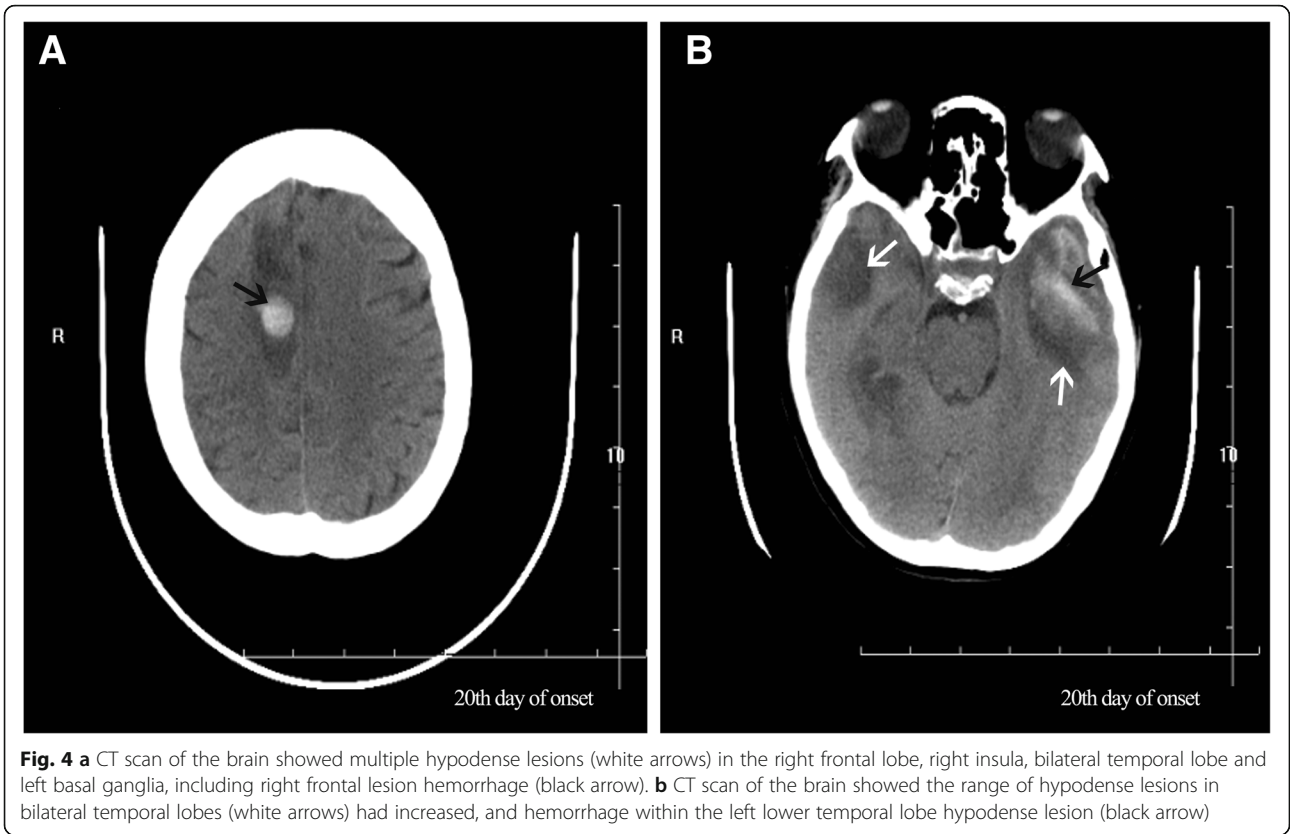 A
B
R
R
10
10
20th day of onset
20th day of onset
Fig. 4 a CT scan of the brain showed multiple hypodense lesions (white arrows) in the right frontal lobe, right insula, bilateral temporal lobe and
left basal ganglia, including right frontal lesion hemorrhage (black arrow). b CT scan of the brain showed the range of hypodense lesions in
bilateral temporal lobes (white arrows) had increased, and hemorrhage within the left lower temporal lobe hypodense lesion (black arrow)